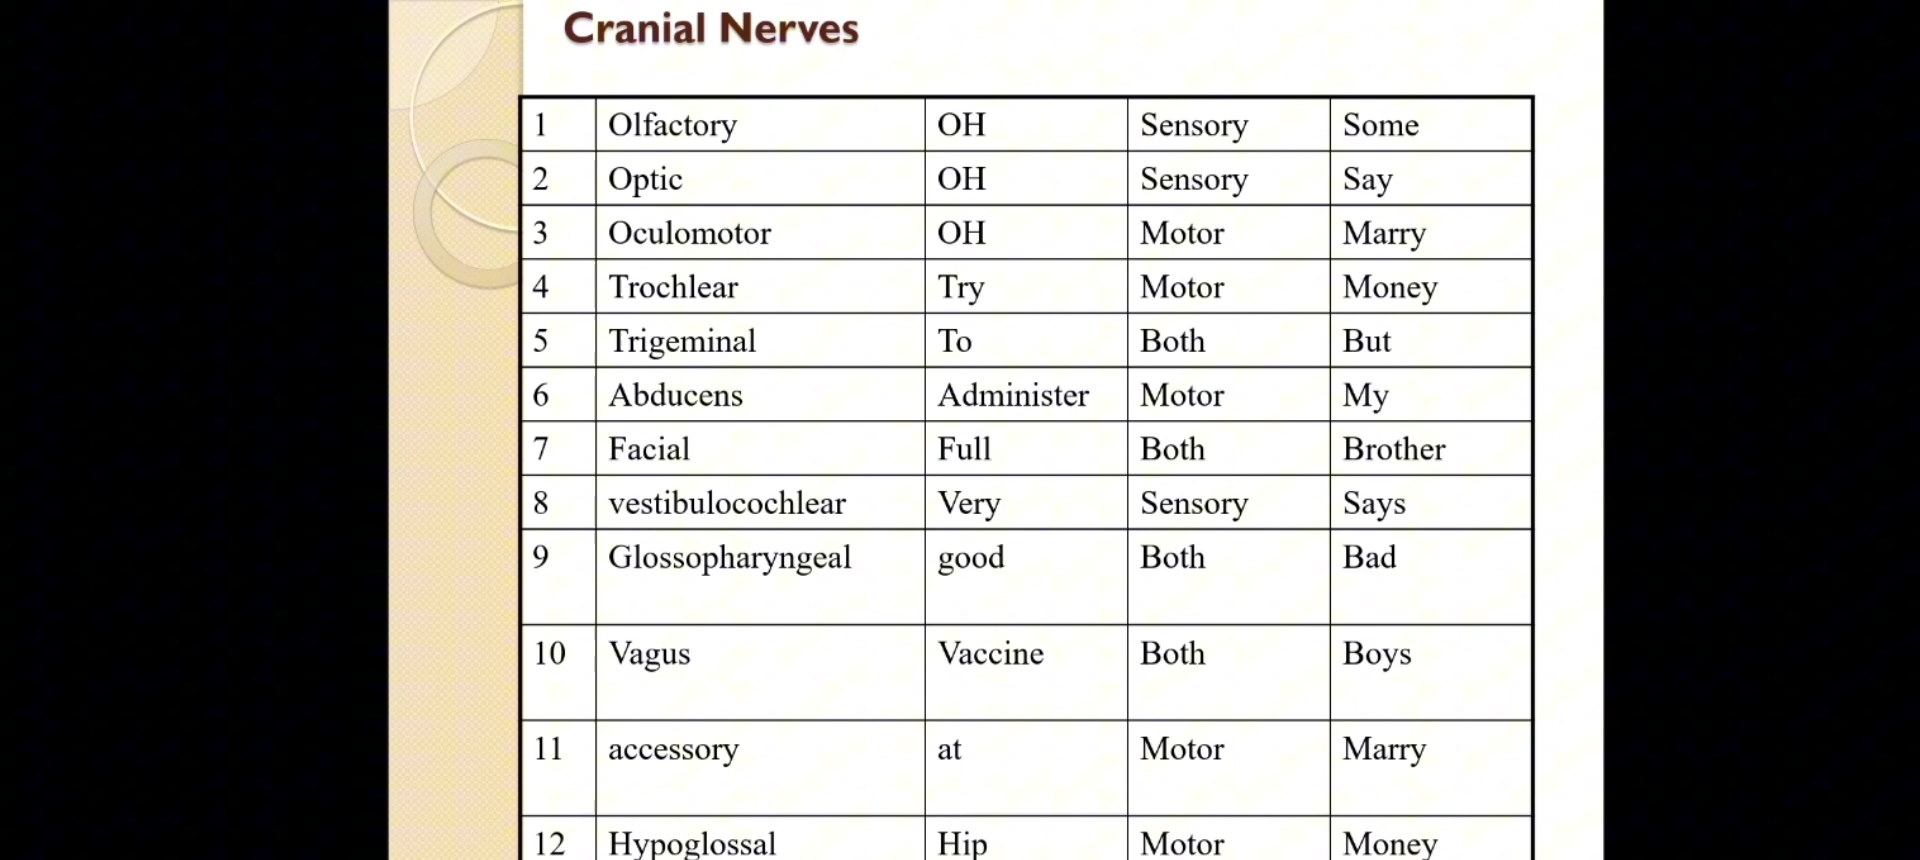 Cranial Nerves
1 Olfactory OH Sensory Some
2 Optic OH Sensory Say
3 Oculomotor OH Motor Marry
4 Trochlear Try Motor Money
5 Trigeminal To Both But
6 Abducens Administer Motor My
7 Facial Full Both Brother
8 vestibulocochlear Very Sensory Says
9 Glossopharyngeal good Both Bad
10 Vagus Vaccine Both Boys
11 accessory at Motor Marry
12 Hypoglossal Hip Motor Money